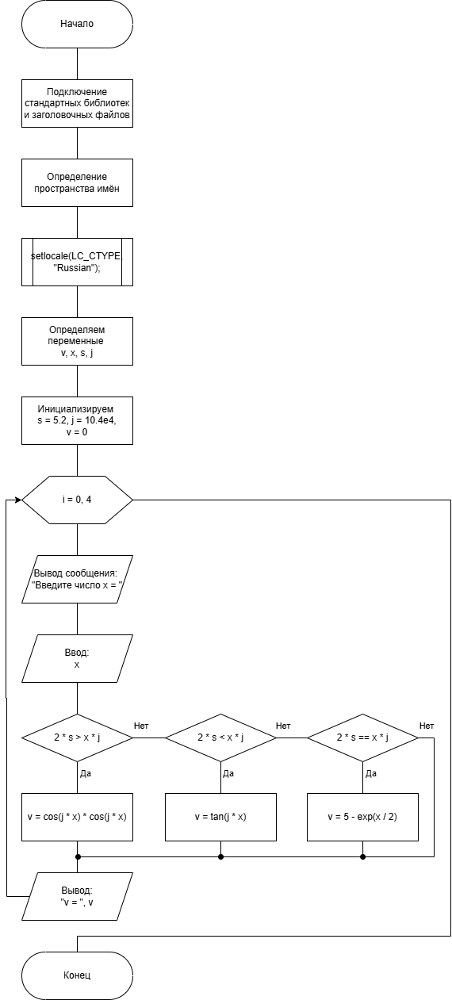 Начало
Подключение
стандартных библиотек
и заголовочных файлов
Определение
пространства имён
setlocale(LC_CTYPE,
"Russian");
Определяем
переменные
v, x, s, j
Инициализируем
s = 5.2, j = 10.4e4,
v = 0
i = 0, 4
Вывод сообщения:
"Введите число x = "
Ввод:
x
2 * s > x * j
Нет
2 * s < x * j
Нет
2 * s == x * j
Нет
Да
Да
Да
v = cos(j * x) * cos(j * x)
v = tan(j * x)
v = 5 - exp(x / 2)
Вывод:
"v = ", v
Конец